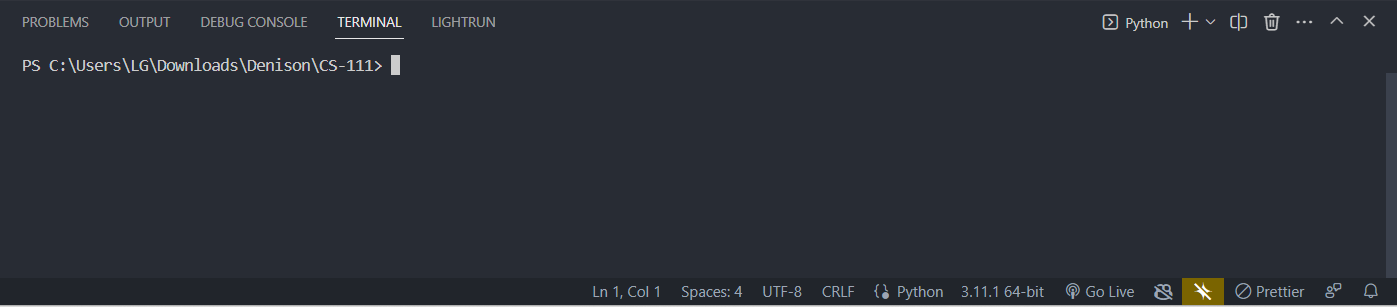 PROBLEMS OUTPUT DEBUG CONSOLE TERMINAL LIGHTRUN Python
PS C:\Users\LG\Downloads\Denison\CS-111>
Ln 1, Col 1 Spaces: 4 UTF-8 CRLF Python 3.11.1 64-bit Go Live Prettier